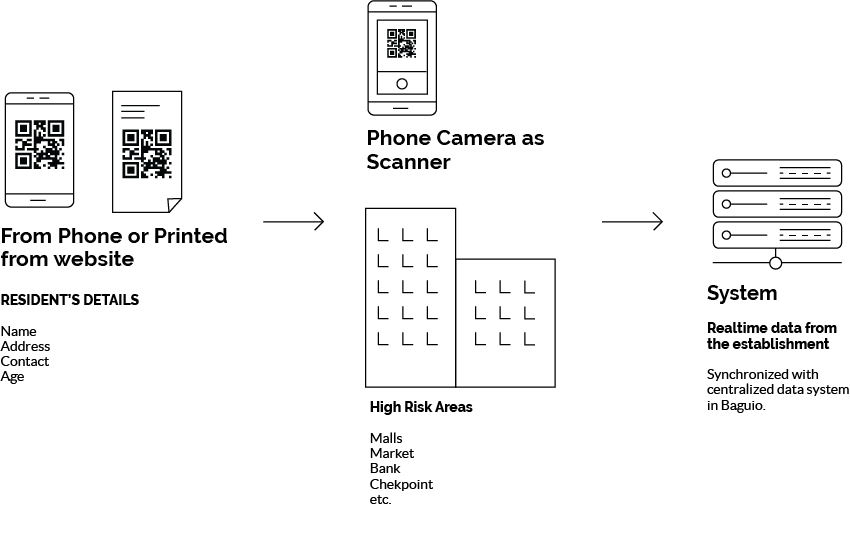 From Phone or Printed
from website
RESIDENT'S DETAILS
Name
Address
Contact
Age
Phone Camera as
Scanner
High Risk Areas
Malls
Market
Bank
Chekpoint
etc.
System
Realtime data from
the establishment
Synchronized with
centralized data system
in Baguio.